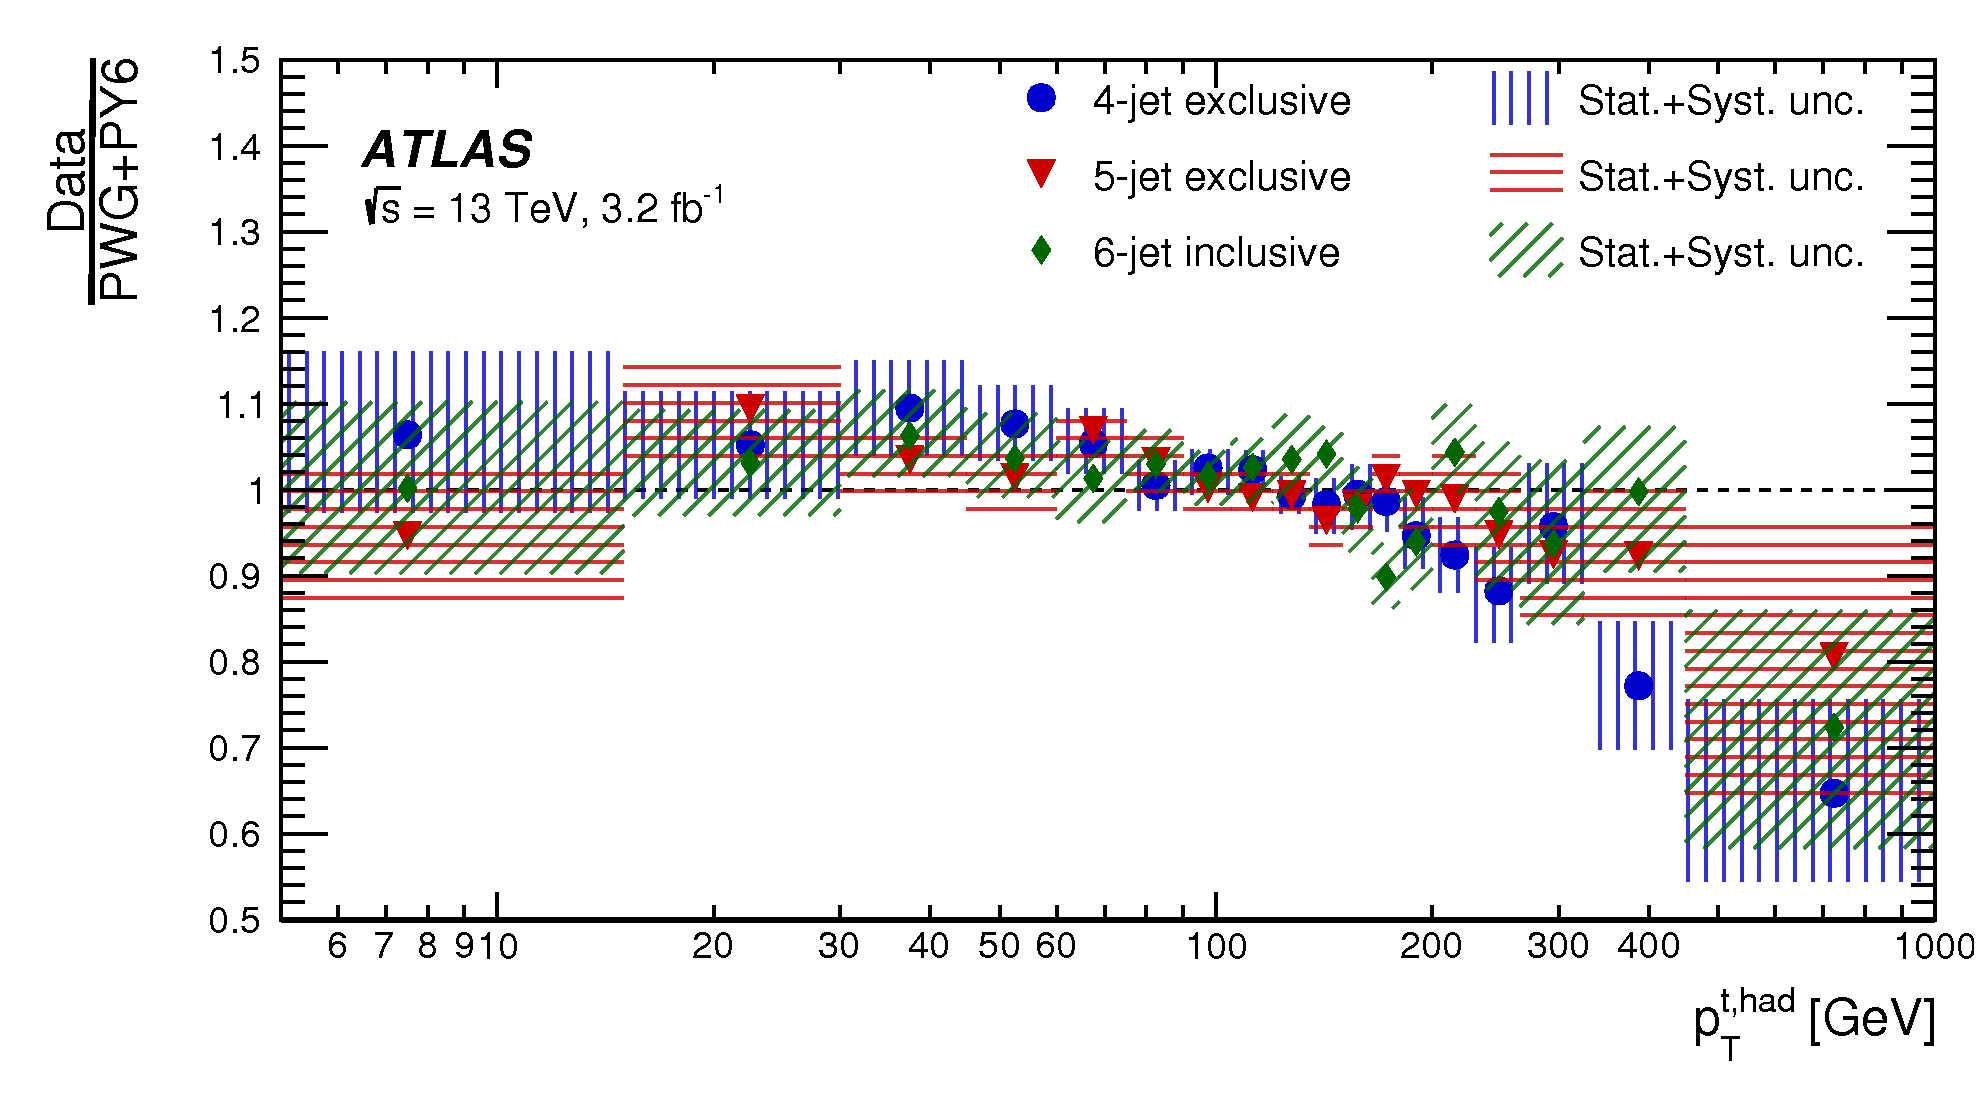 Data
PWG+PY6
1.5
1.4
1.3
1.2
1.1
1
0.9
0.8
0.7
0.6
0.5
ATLAS
√s = 13 TeV, 3.2 fb⁻¹
4-jet exclusive Stat.+Syst. unc.
5-jet exclusive Stat.+Syst. unc.
6-jet inclusive Stat.+Syst. unc.
6 7 8 9 10 20 30 40 50 60 100 200 300 400 1000
p_T^{t,had} [GeV]